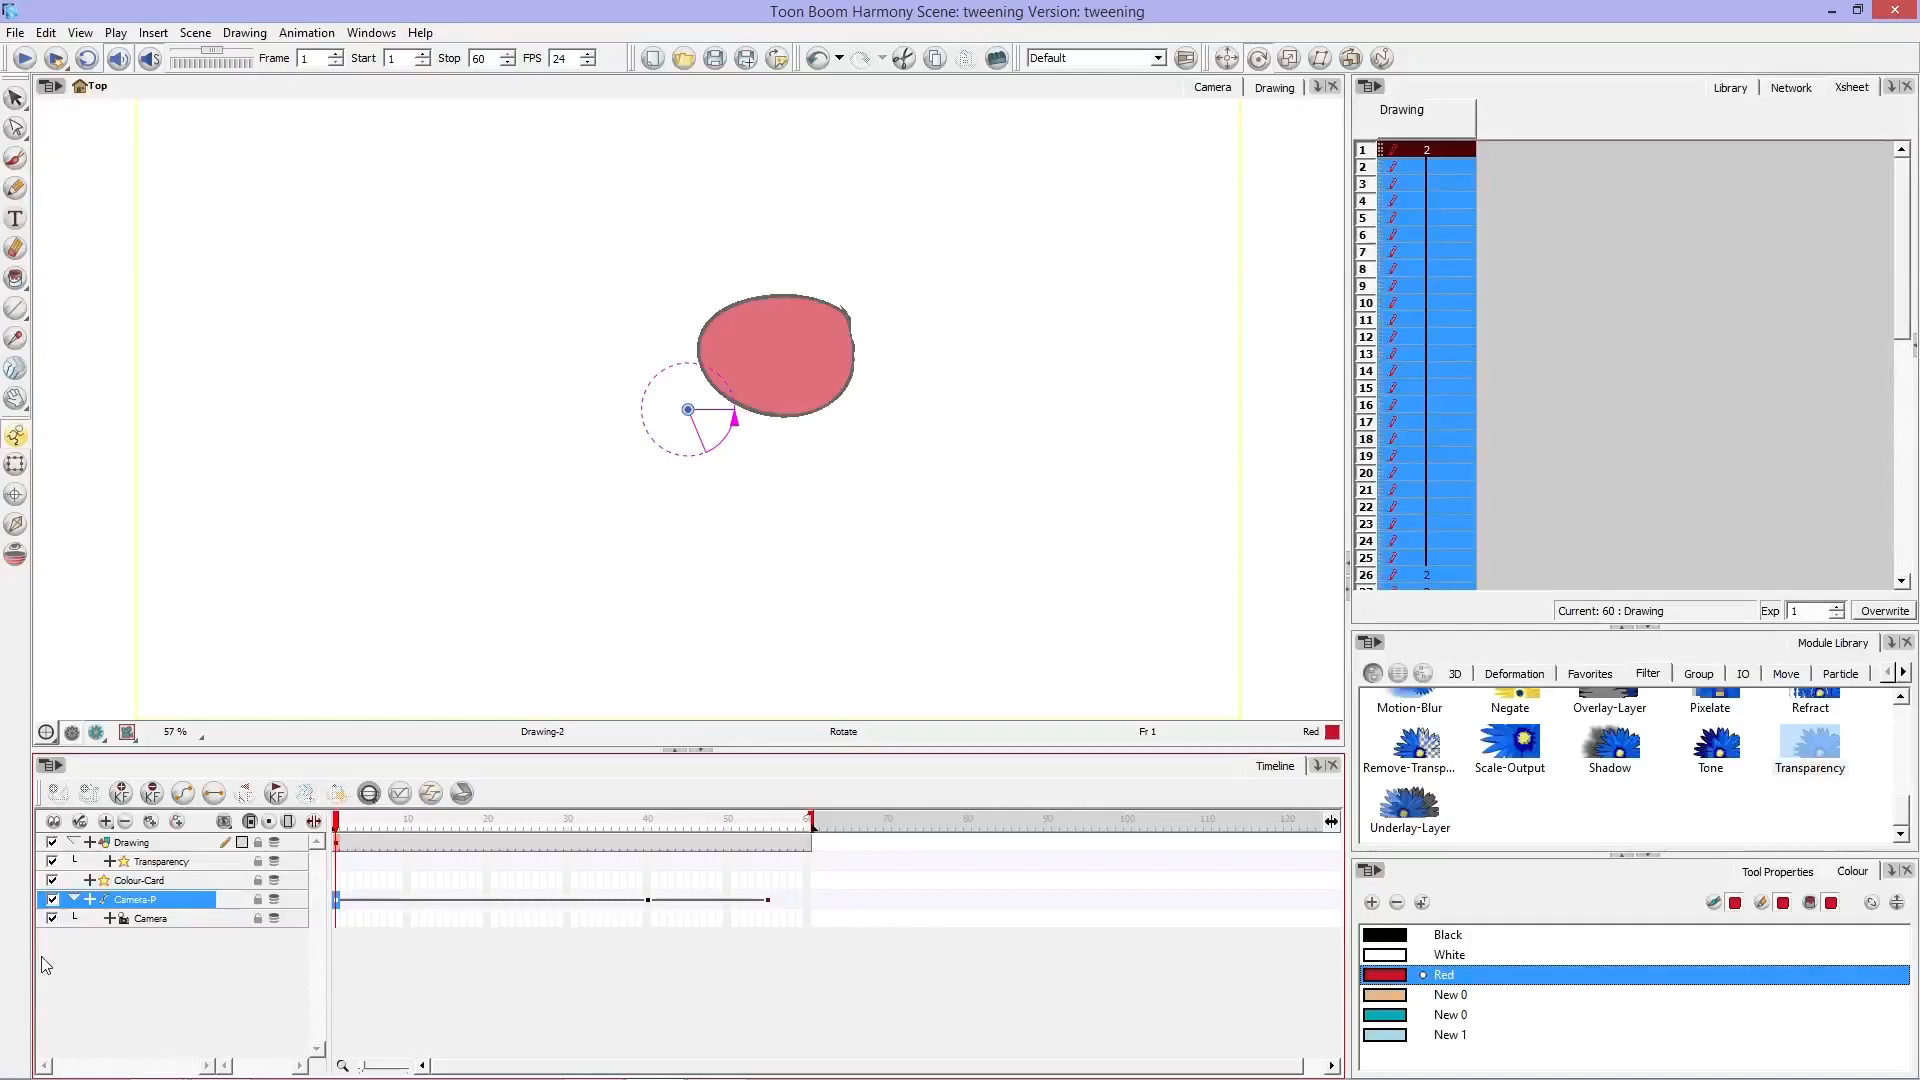 Toon Boom Harmony Scene: tweening Version: tweening
File Edit View Play Insert Scene Drawing Animation Windows Help
Frame 1 Start 1 Stop 60 FPS 24 Default
Top Camera Drawing Library Network Xsheet
Drawing
1 2
2
3
4
5
6
7
8
9
10
11
12
13
14
15
16
17
18
19
20
21
22
23
24
25
26 2
Current: 60 : Drawing Exp 1 Overwrite
Module Library
3D Deformation Favorites Filter Group IO Move Particle
Motion-Blur Negate Overlay-Layer Pixelate Refract
Remove-Transp... Scale-Output Shadow Tone Transparency
Underlay-Layer
57 % Drawing-2 Rotate Fr 1 Red
Timeline
KF KF KF
10 20 30 40 50 60 70 80 90 100 110 120
Drawing
Transparency
Colour-Card
Camera-P
Camera
Tool Properties Colour
Black
White
Red
New 0
New 0
New 1